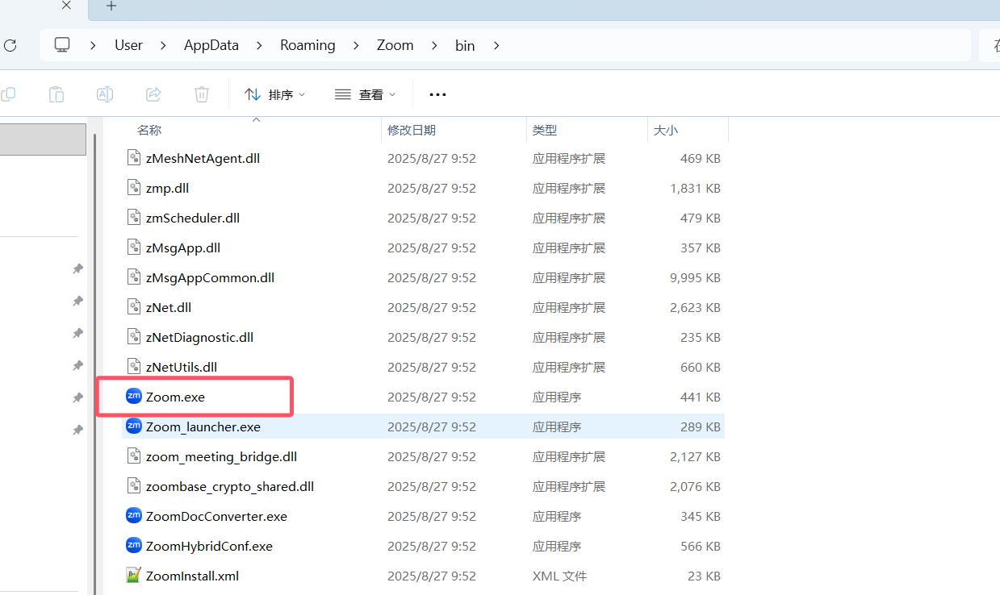 User > AppData > Roaming > Zoom > bin >
排序 查看 •••
名称 修改日期 类型 大小
zMeshNetAgent.dll 2025/8/27 9:52 应用程序扩展 469 KB
zmp.dll 2025/8/27 9:52 应用程序扩展 1,831 KB
zmScheduler.dll 2025/8/27 9:52 应用程序扩展 479 KB
zMsgApp.dll 2025/8/27 9:52 应用程序扩展 357 KB
zMsgAppCommon.dll 2025/8/27 9:52 应用程序扩展 9,995 KB
zNet.dll 2025/8/27 9:52 应用程序扩展 2,623 KB
zNetDiagnostic.dll 2025/8/27 9:52 应用程序扩展 235 KB
zNetUtils.dll 2025/8/27 9:52 应用程序扩展 660 KB
zm Zoom.exe 2025/8/27 9:52 应用程序 441 KB
zm Zoom_launcher.exe 2025/8/27 9:52 应用程序 289 KB
zoom_meeting_bridge.dll 2025/8/27 9:52 应用程序扩展 2,127 KB
zoombase_crypto_shared.dll 2025/8/27 9:52 应用程序扩展 2,076 KB
zm ZoomDocConverter.exe 2025/8/27 9:52 应用程序 345 KB
zm ZoomHybridConf.exe 2025/8/27 9:52 应用程序 566 KB
ZoomInstall.xml 2025/8/27 9:52 XML 文件 23 KB